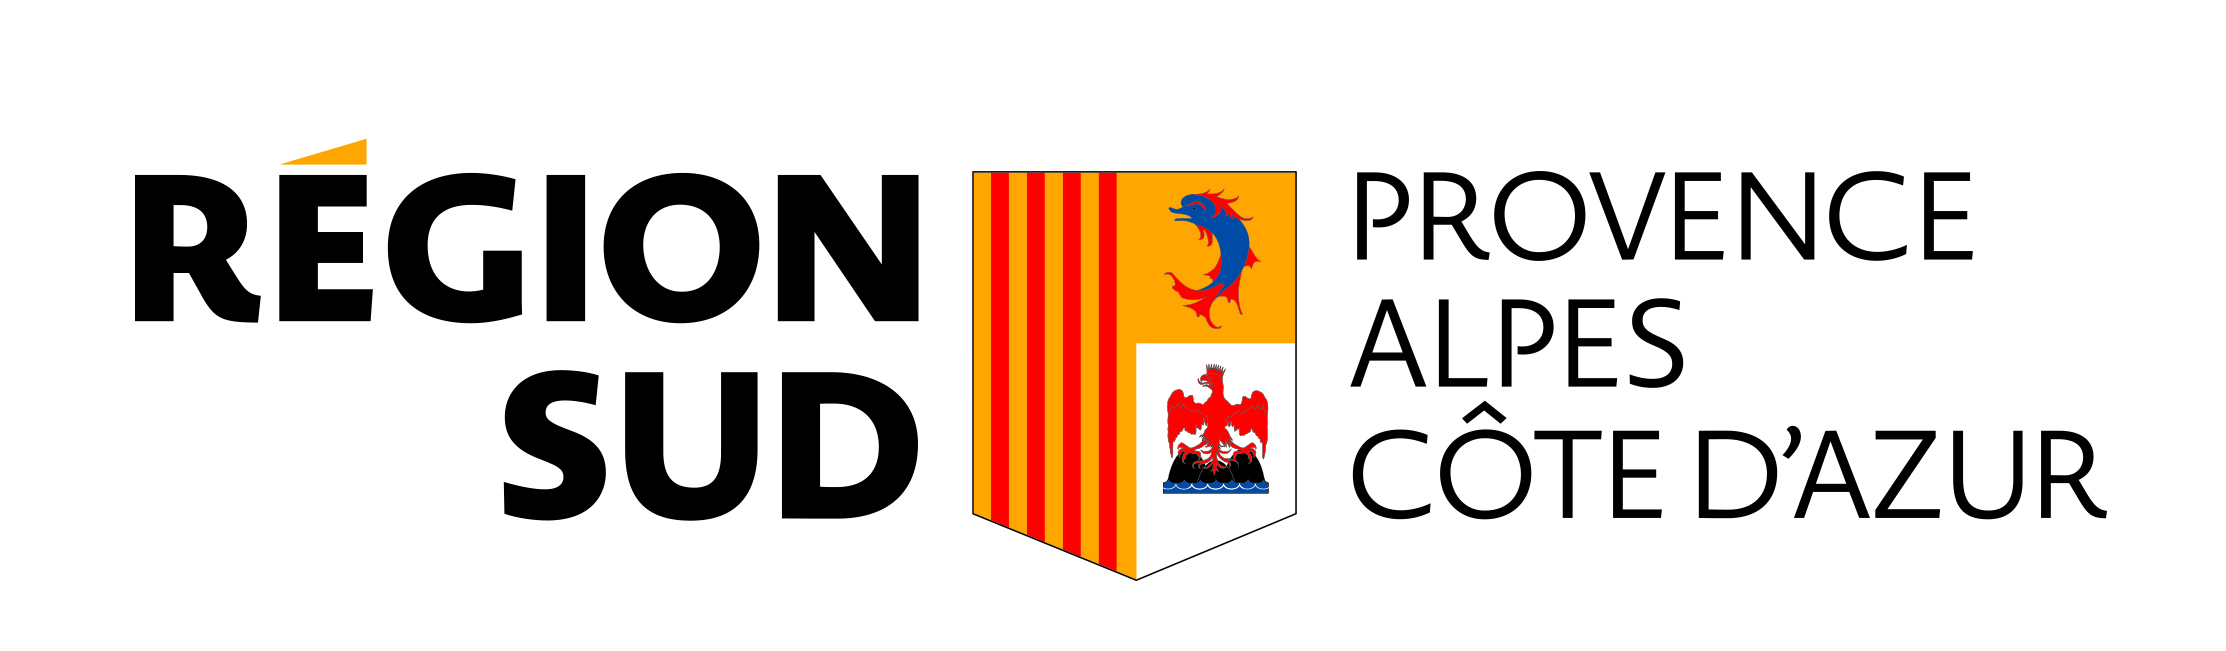 RÉGION
SUD
PROVENCE
ALPES
CÔTE D’AZUR